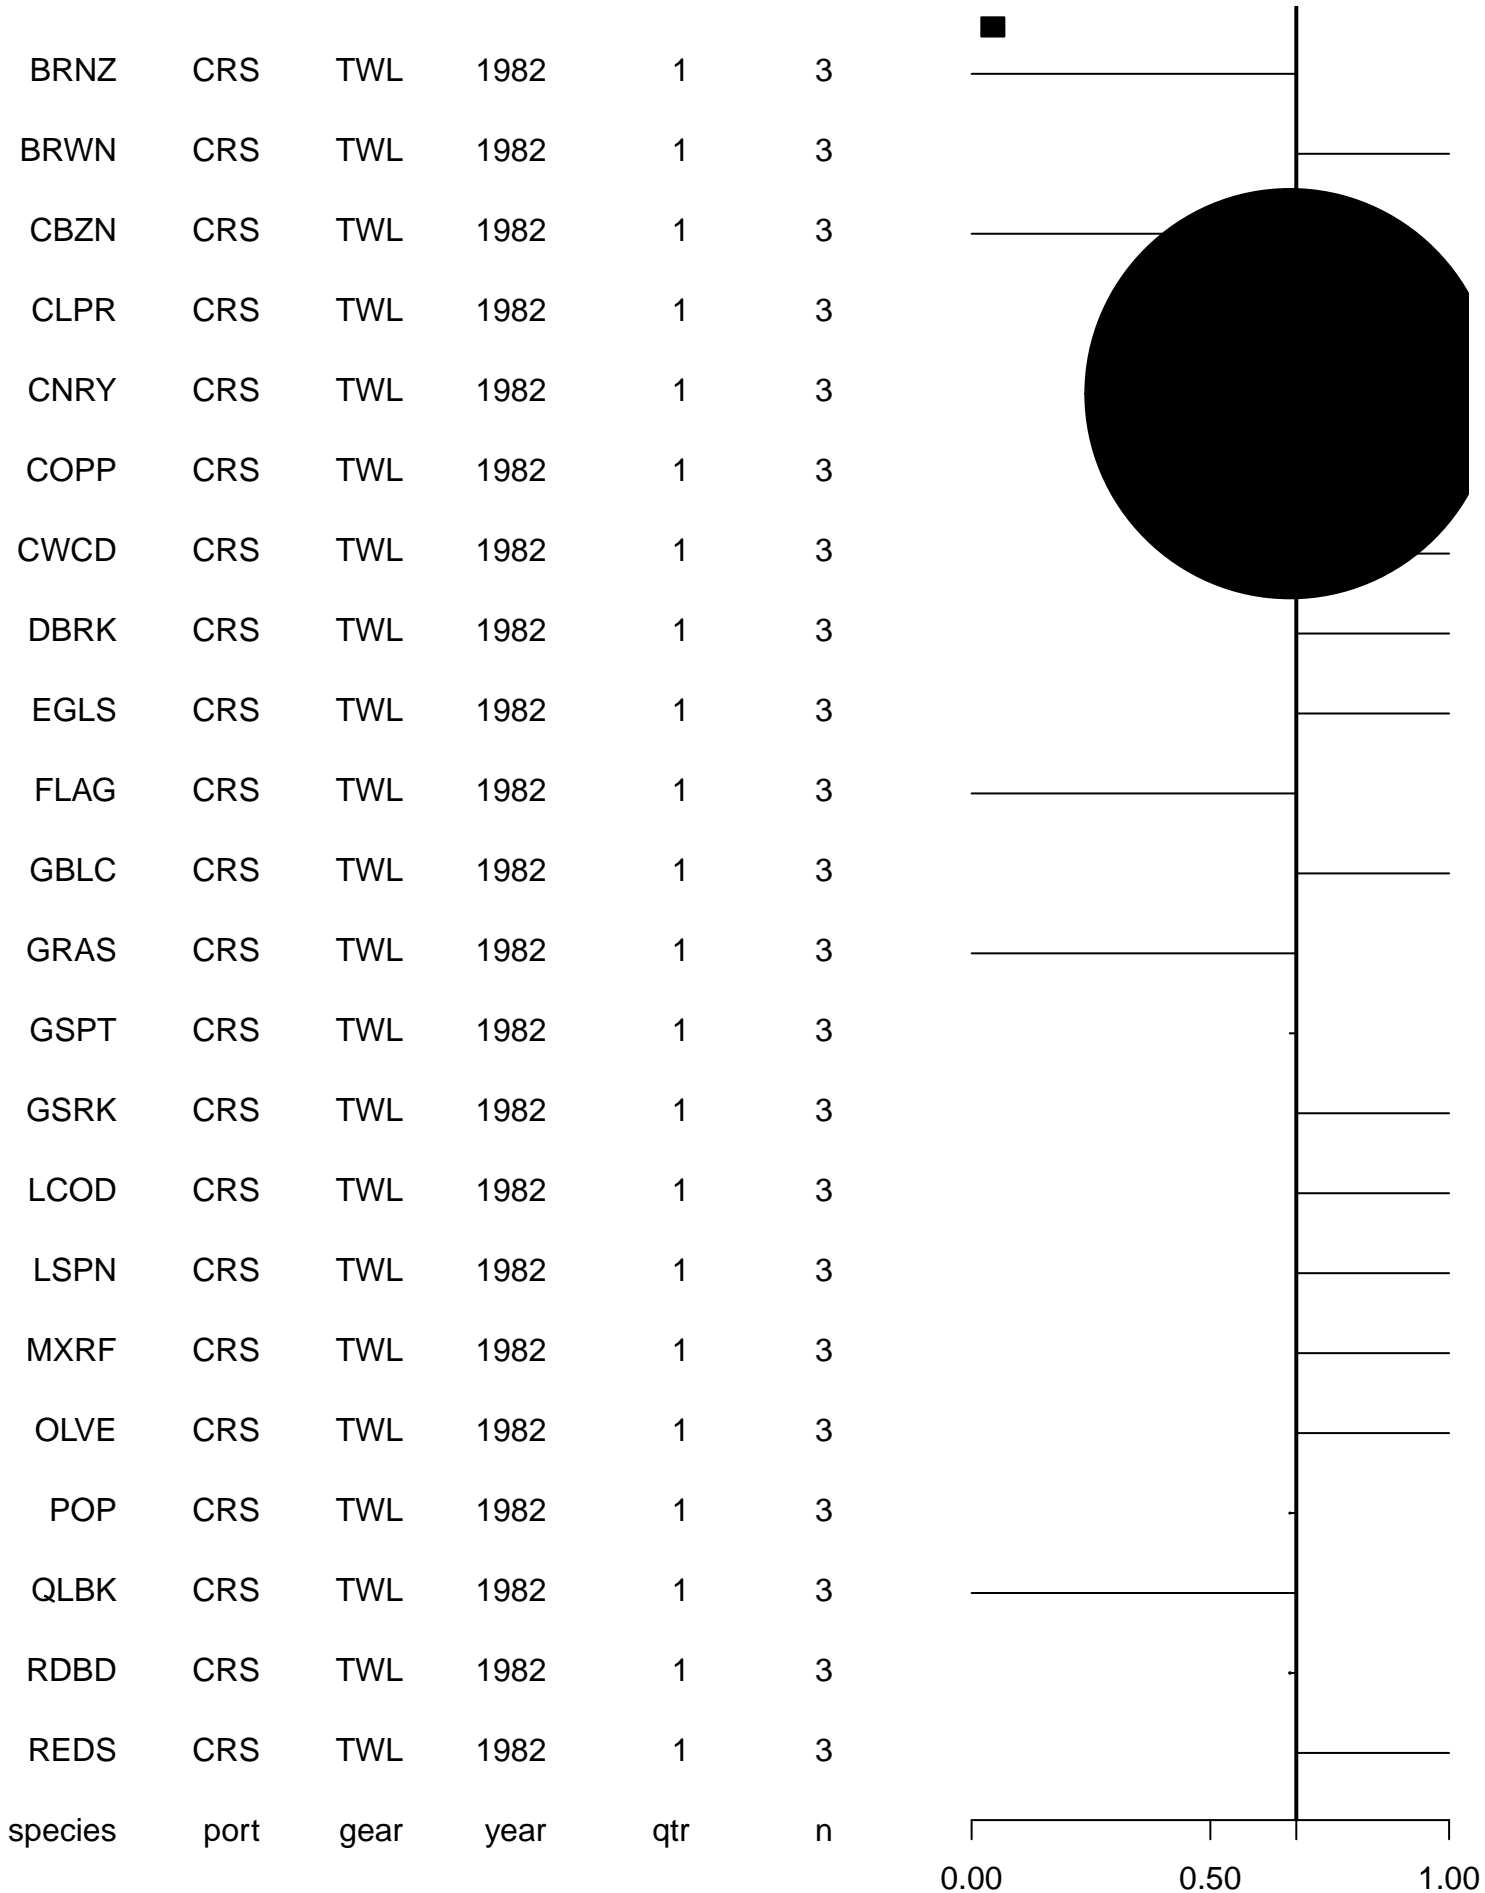 BRNZ CRS TWL 1982 1 3
BRWN CRS TWL 1982 1 3
CBZN CRS TWL 1982 1 3
CLPR CRS TWL 1982 1 3
CNRY CRS TWL 1982 1 3
COPP CRS TWL 1982 1 3
CWCD CRS TWL 1982 1 3
DBRK CRS TWL 1982 1 3
EGLS CRS TWL 1982 1 3
FLAG CRS TWL 1982 1 3
GBLC CRS TWL 1982 1 3
GRAS CRS TWL 1982 1 3
GSPT CRS TWL 1982 1 3
GSRK CRS TWL 1982 1 3
LCOD CRS TWL 1982 1 3
LSPN CRS TWL 1982 1 3
MXRF CRS TWL 1982 1 3
OLVE CRS TWL 1982 1 3
POP CRS TWL 1982 1 3
QLBK CRS TWL 1982 1 3
RDBD CRS TWL 1982 1 3
REDS CRS TWL 1982 1 3
species port gear year qtr n
0.00 0.50 1.00